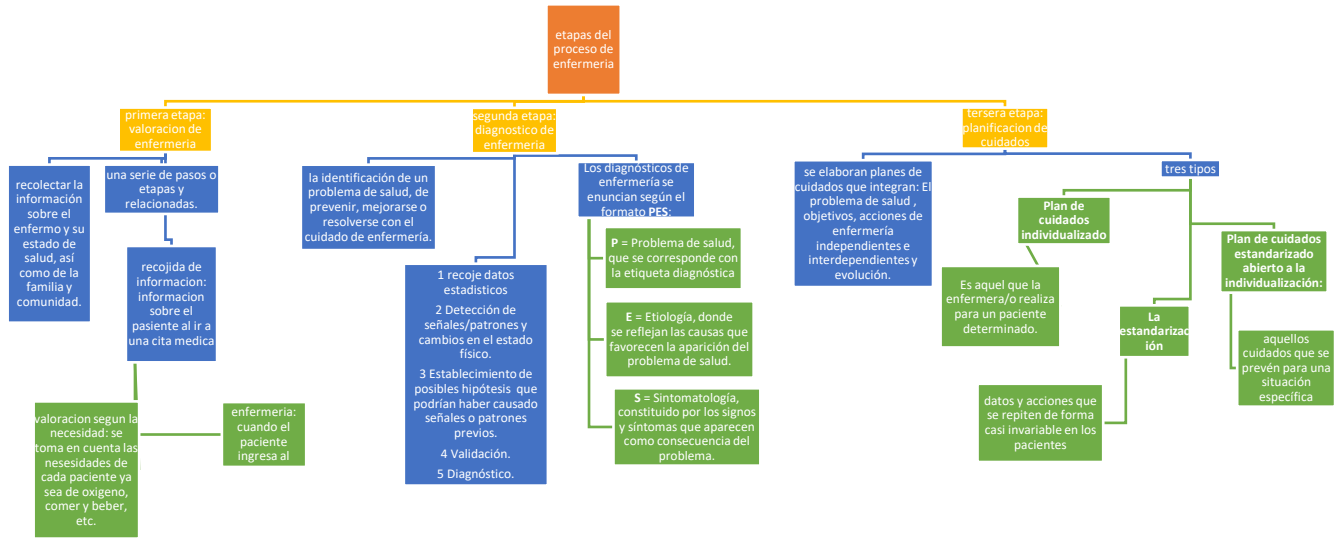 etapas del
proceso de
enfermeria
primera etapa:
valoracion de
enfermeria
recolectar la
información
sobre el
enfermo y su
estado de
salud, así
como de la
familia y
comunidad.
una serie de pasos o
etapas y
relacionadas.
recojida de
informacion:
informacion
sobre el
pasiente al ir a
una cita medica
valoracion segun la
necesidad: se
toma en cuenta las
nesesidades de
cada paciente ya
sea de oxigeno,
comer y beber,
etc.
enfermeria:
cuando el
paciente
ingresa al
segunda etapa:
diagnostico de
enfermeria
la identificación de un
problema de salud, de
prevenir, mejorarse o
resolverse con el
cuidado de enfermería.
1 recoje datos
estadisticos
2 Detección de
señales/patrones y
cambios en el estado
físico.
3 Establecimiento de
posibles hipótesis que
podrían haber causado
señales o patrones
previos.
4 Validación.
5 Diagnóstico.
Los diagnósticos de
enfermería se
enuncian según el
formato PES:
P = Problema de salud,
que se corresponde con
la etiqueta diagnóstica
E = Etiología, donde
se reflejan las causas que
favorecen la aparición del
problema de salud.
S = Sintomatología,
constituido por los signos
y síntomas que aparecen
como consecuencia del
problema.
tersera etapa:
planificacion de
cuidados
se elaboran planes de
cuidados que integran: El
problema de salud ,
objetivos, acciones de
enfermería
independientes e
interdependientes y
evolución.
tres tipos
Plan de
cuidados
individualizado
Es aquel que la
enfermera/o realiza
para un paciente
determinado.
La
estandarizac
ión
datos y acciones que
se repiten de forma
casi invariable en los
pacientes
Plan de cuidados
estandarizado
abierto a la
individualización:
aquellos
cuidados que se
prevén para una
situación
específica